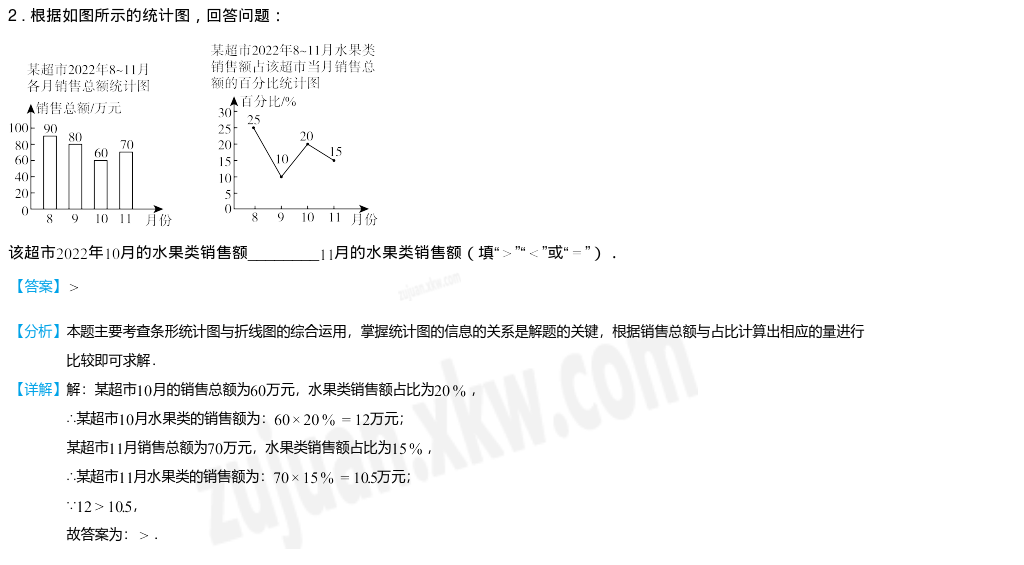 2．根据如图所示的统计图，回答问题：
某超市2022年8~11月
各月销售总额统计图
销售总额/万元
100
80
60
40
20
0
90
80
60
70
8 9 10 11 月份
某超市2022年8~11月水果类
销售额占该超市当月销售总
额的百分比统计图
百分比/%
30
25
20
15
10
5
0
25
10
20
15
8 9 10 11 月份
该超市2022年10月的水果类销售额_________11月的水果类销售额（填“＞”“＜”或“＝”）．
【答案】＞
【分析】本题主要考查条形统计图与折线图的综合运用，掌握统计图的信息的关系是解题的关键，根据销售总额与占比计算出相应的量进行
比较即可求解．
【详解】解：某超市10月的销售总额为60万元，水果类销售额占比为20%，
∴某超市10月水果类的销售额为：60×20%=12万元；
某超市11月销售总额为70万元，水果类销售额占比为15%，
∴某超市11月水果类的销售额为：70×15%=10.5万元；
∵12>10.5，
故答案为：＞．
zujuan.xkw.com
zujuan.xkw.com